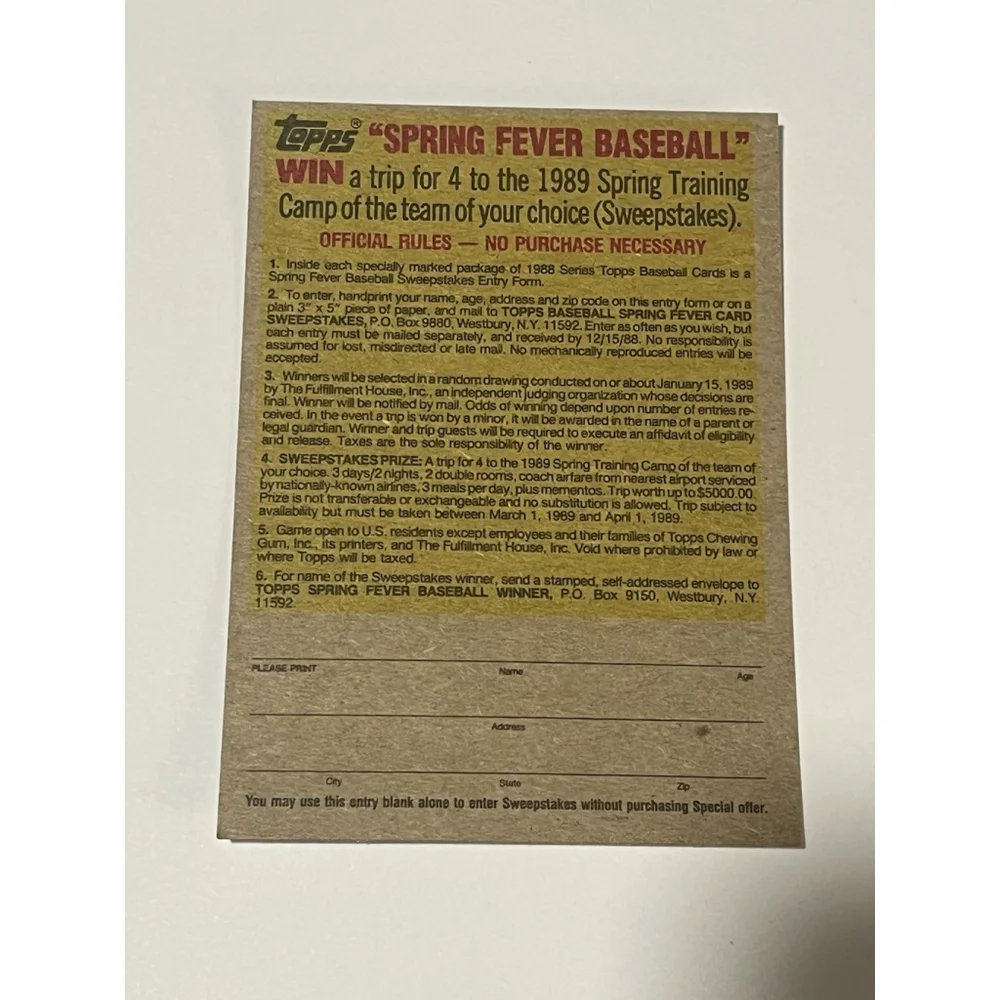 Topps® "SPRING FEVER BASEBALL"
WIN a trip for 4 to the 1989 Spring Training
Camp of the team of your choice (Sweepstakes).
OFFICIAL RULES — NO PURCHASE NECESSARY
1. Inside each specially marked package of 1988 Series Topps Baseball Cards is a
Spring Fever Baseball Sweepstakes Entry Form.
2. To enter, handprint your name, age, address and zip code on this entry form or on a
plain 3" x 5" piece of paper, and mail to TOPPS BASEBALL SPRING FEVER CARD
SWEEPSTAKES, P.O. Box 9880, Westbury, N.Y. 11592. Enter as often as you wish, but
each entry must be mailed separately, and received by 12/15/88. No responsibility is
assumed for lost, misdirected or late mail. No mechanically reproduced entries will be
accepted.
3. Winners will be selected in a random drawing conducted on or about January 15, 1989
by The Fulfillment House, Inc., an independent judging organization whose decisions are
final. Winner will be notified by mail. Odds of winning depend upon number of entries re-
ceived. In the event a trip is won by a minor, it will be awarded in the name of a parent or
legal guardian. Winner and trip guests will be required to execute an affidavit of eligibility
and release. Taxes are the sole responsibility of the winner.
4. SWEEPSTAKES PRIZE: A trip for 4 to the 1989 Spring Training Camp of the team of
your choice. 3 days/2 nights, 2 double rooms, coach airfare from nearest airport serviced
by nationally-known airlines, 3 meals per day, plus mementos. Trip worth up to $5000.00.
Prize is not transferable or exchangeable and no substitution is allowed. Trip subject to
availability but must be taken between March 1, 1989 and April 1, 1989.
5. Game open to U.S. residents except employees and their families of Topps Chewing
Gum, Inc., its printers, and The Fulfillment House, Inc. Void where prohibited by law or
where Topps will be taxed.
6. For name of the Sweepstakes winner, send a stamped, self-addressed envelope to
TOPPS SPRING FEVER BASEBALL WINNER, P.O. Box 9150, Westbury, N.Y.
11592.
PLEASE PRINT Name Age
Address
City State Zip
You may use this entry blank alone to enter Sweepstakes without purchasing Special offer.